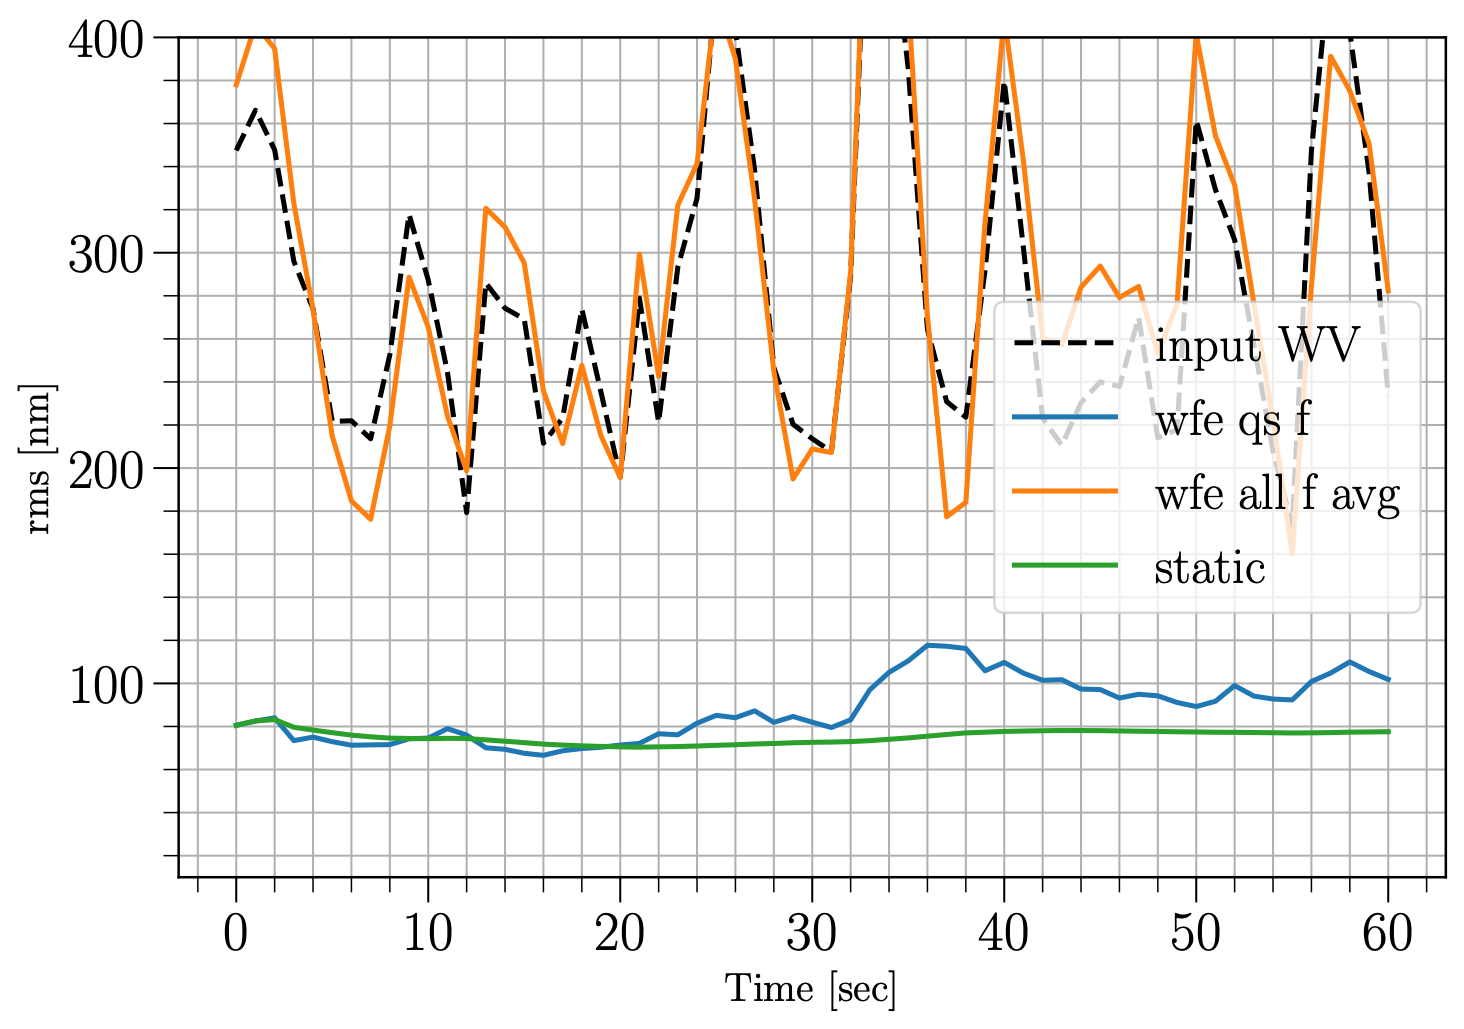 400
300
200
100
rms [nm]
input WV
wfe qs f
wfe all f avg
static
0 10 20 30 40 50 60
Time [sec]